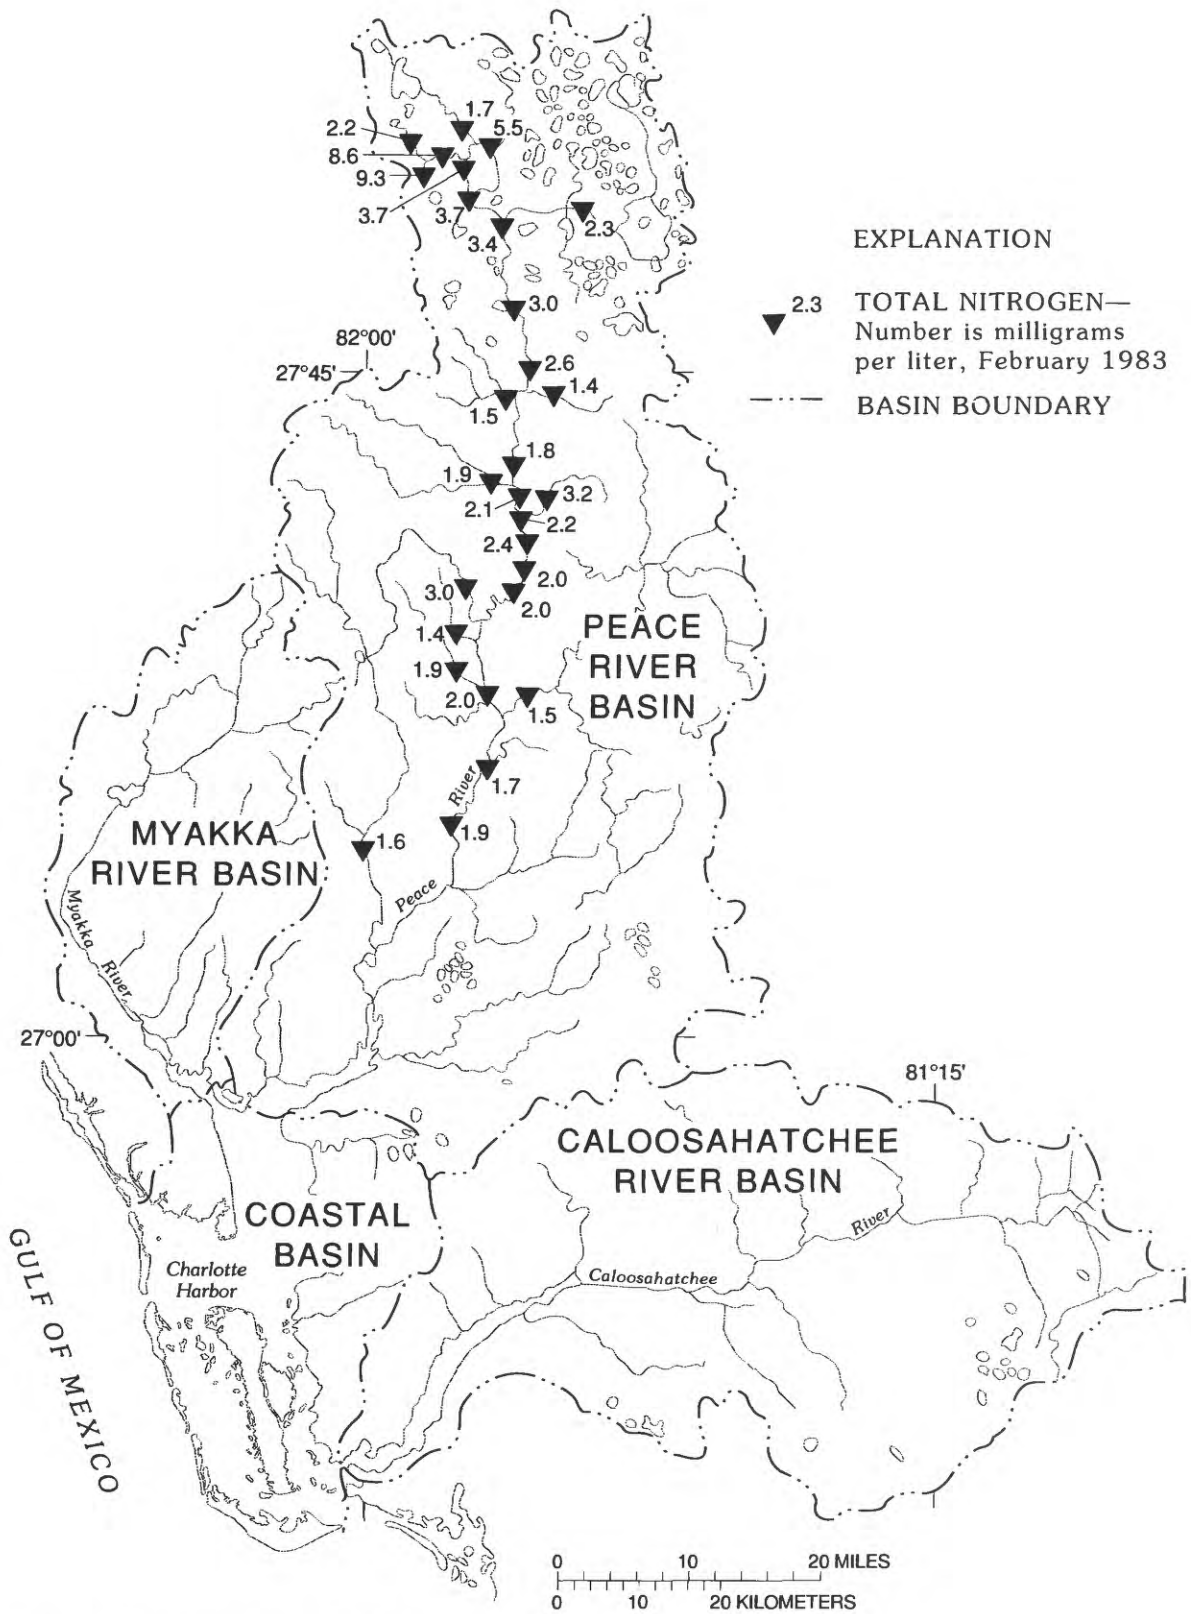 1.7
5.5
2.2
8.6
9.3
3.7
3.7
3.4
2.3
3.0
2.6
1.4
1.5
1.8
1.9
3.2
2.1
2.2
2.4
2.0
2.0
3.0
1.4
1.9
2.0
1.5
1.7
1.9
1.6
EXPLANATION
2.3
TOTAL NITROGEN—
Number is milligrams
per liter, February 1983
BASIN BOUNDARY
82°00'
27°45'
PEACE
RIVER
BASIN
MYAKKA
RIVER BASIN
Peace
River
Myakka
River
27°00'
81°15'
CALOOSAHATCHEE
RIVER BASIN
River
Caloosahatchee
COASTAL
BASIN
Charlotte
Harbor
GULF OF MEXICO
0 10 20 MILES
0 10 20 KILOMETERS